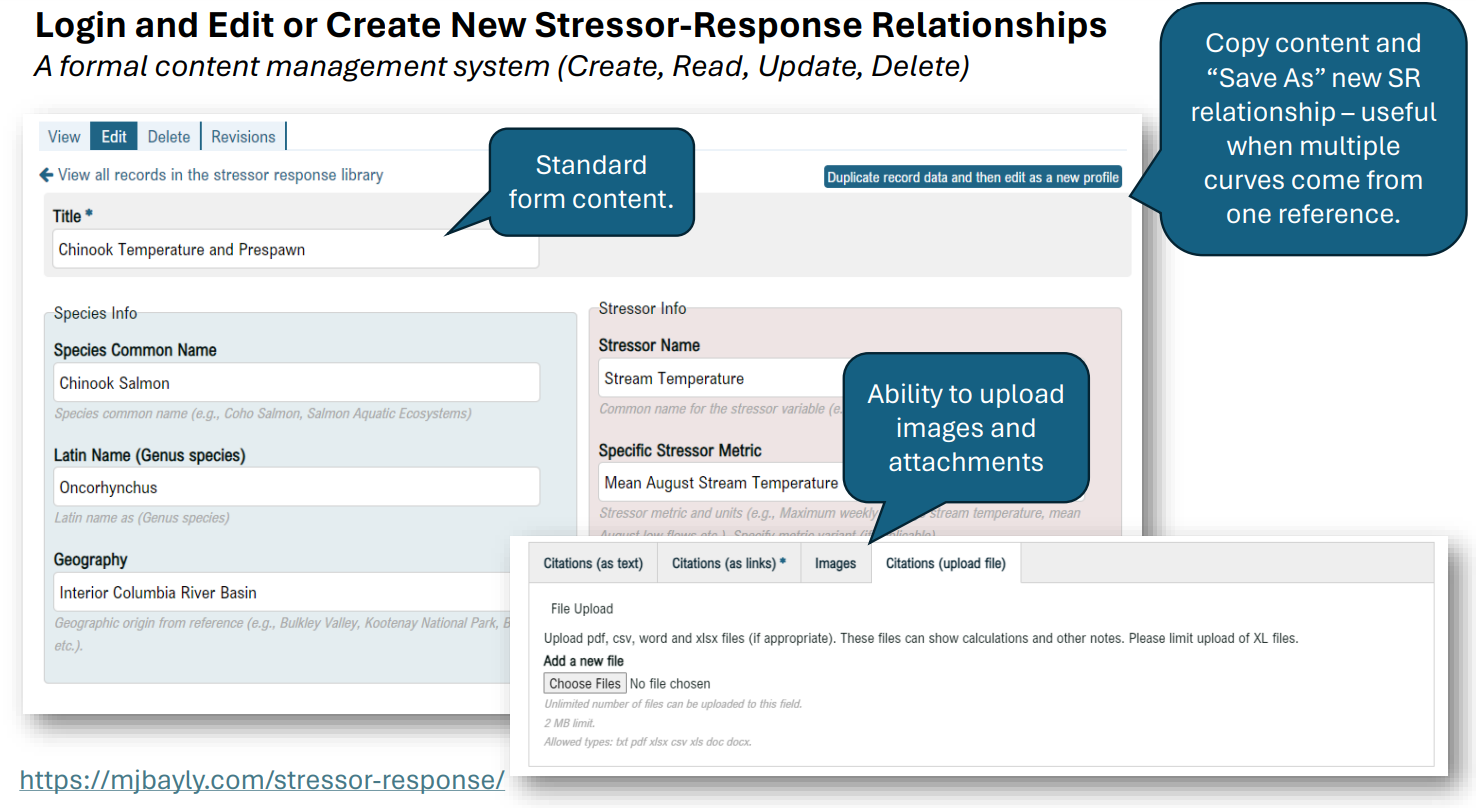 Login and Edit or Create New Stressor-Response Relationships
A formal content management system (Create, Read, Update, Delete)
Copy content and
“Save As” new SR
relationship – useful
when multiple
curves come from
one reference.
View Edit Delete Revisions
View all records in the stressor response library
Duplicate record data and then edit as a new profile
Standard
form content.
Title *
Chinook Temperature and Prespawn
Species Info
Species Common Name
Chinook Salmon
Species common name (e.g., Coho Salmon, Salmon Aquatic Ecosystems)
Latin Name (Genus species)
Oncorhynchus
Latin name as (Genus species)
Geography
Interior Columbia River Basin
Geographic origin from reference (e.g., Bulkley Valley, Kootenay National Park, B
etc.).
Stressor Info
Stressor Name
Stream Temperature
Common name for the stressor variable (e.
Specific Stressor Metric
Mean August Stream Temperature
Stressor metric and units (e.g., Maximum weekly stream temperature, mean
August low flows etc.). Specify metric variant (if applicable)
Ability to upload
images and
attachments
Citations (as text) Citations (as links) * Images Citations (upload file)
File Upload
Upload pdf, csv, word and xlsx files (if appropriate). These files can show calculations and other notes. Please limit upload of XL files.
Add a new file
Choose Files No file chosen
Unlimited number of files can be uploaded to this field.
2 MB limit.
Allowed types: txt pdf xlsx csv xls doc docx.
https://mjbayly.com/stressor-response/